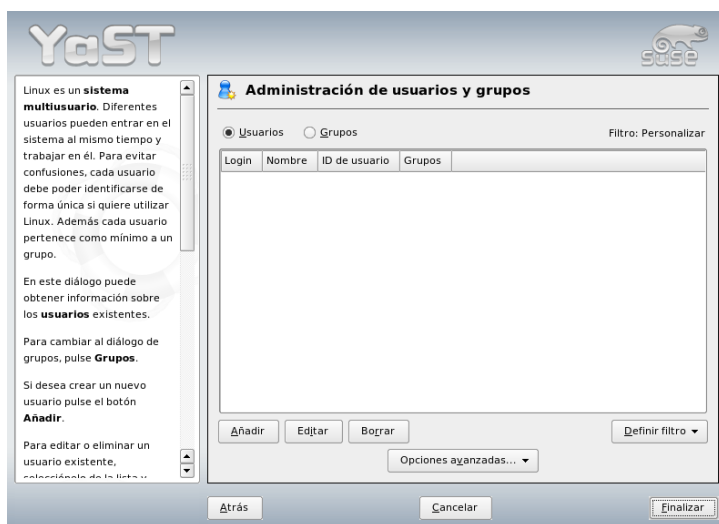 YaST
SUSE
Linux es un sistema
multiusuario. Diferentes
usuarios pueden entrar en el
sistema al mismo tiempo y
trabajar en él. Para evitar
confusiones, cada usuario
debe poder identificarse de
forma única si quiere utilizar
Linux. Además cada usuario
pertenece como mínimo a un
grupo.
En este diálogo puede
obtener información sobre
los usuarios existentes.
Para cambiar al diálogo de
grupos, pulse Grupos.
Si desea crear un nuevo
usuario pulse el botón
Añadir.
Para editar o eliminar un
usuario existente,
selecciónelo de la lista y
Administración de usuarios y grupos
Usuarios Grupos Filtro: Personalizar
Login Nombre ID de usuario Grupos
Añadir Editar Borrar Definir filtro
Opciones avanzadas...
Atrás Cancelar Finalizar